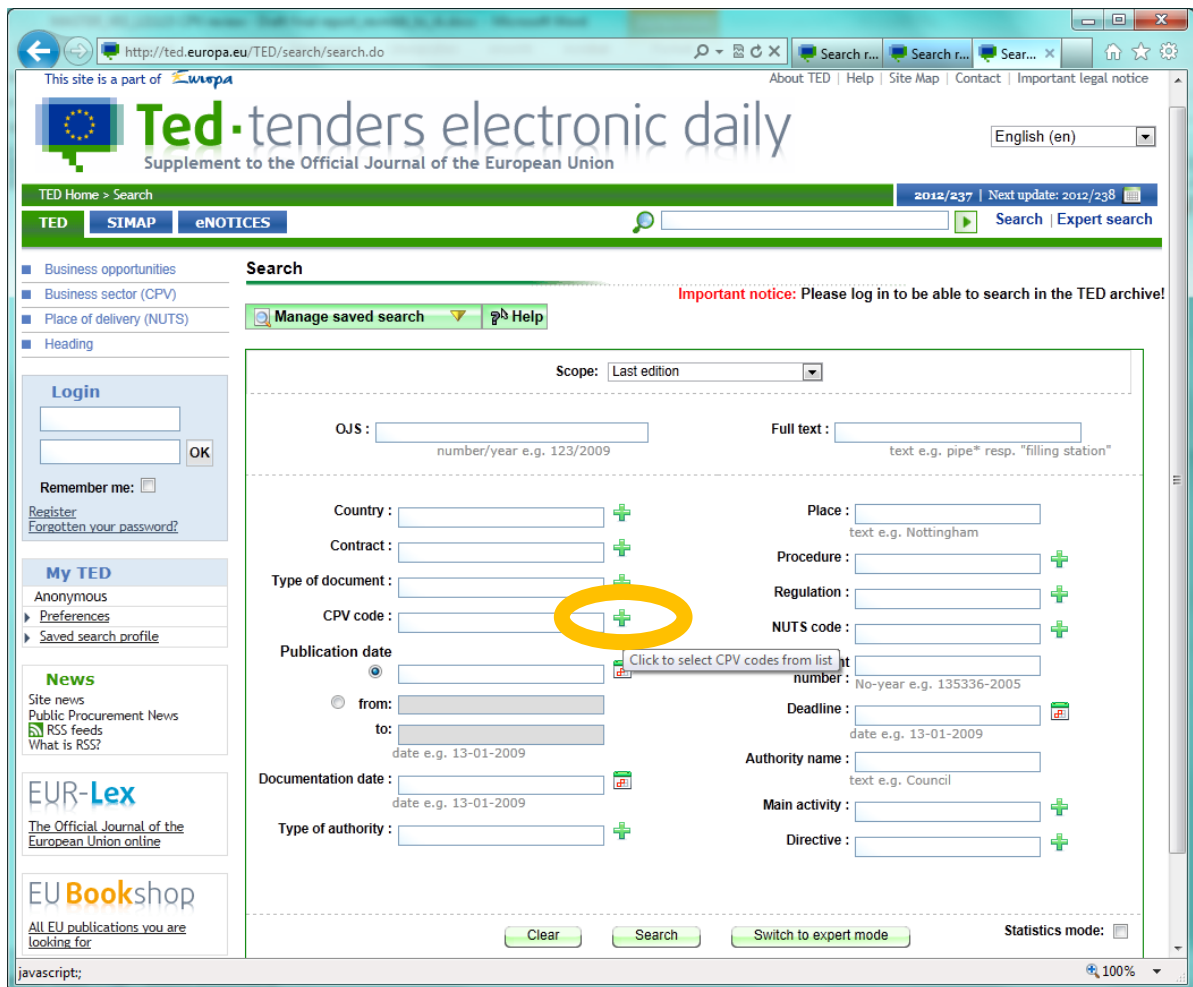 http://ted.europa.eu/TED/search/search.do
Search r...
Search r...
Sear...
This site is a part of Europa
About TED | Help | Site Map | Contact | Important legal notice
Ted · tenders electronic daily
Supplement to the Official Journal of the European Union
English (en)
TED Home > Search
2012/237 | Next update: 2012/238
TED SIMAP eNOTICES
Search | Expert search
Business opportunities
Business sector (CPV)
Place of delivery (NUTS)
Heading
Search
Important notice: Please log in to be able to search in the TED archive!
Manage saved search
Help
Scope: Last edition
Login
OK
Remember me:
Register
Forgotten your password?
My TED
Anonymous
Preferences
Saved search profile
News
Site news
Public Procurement News
RSS feeds
What is RSS?
EUR-Lex
The Official Journal of the
European Union online
EU Bookshop
All EU publications you are
looking for
OJS :
number/year e.g. 123/2009
Full text :
text e.g. pipe* resp. "filling station"
Country :
Contract :
Type of document :
CPV code :
Click to select CPV codes from list
Publication date
from:
to:
date e.g. 13-01-2009
Documentation date :
date e.g. 13-01-2009
Type of authority :
Place :
text e.g. Nottingham
Procedure :
Regulation :
NUTS code :
nt
number :
No-year e.g. 135336-2005
Deadline :
date e.g. 13-01-2009
Authority name :
text e.g. Council
Main activity :
Directive :
Clear
Search
Switch to expert mode
Statistics mode:
javascript:;
100%